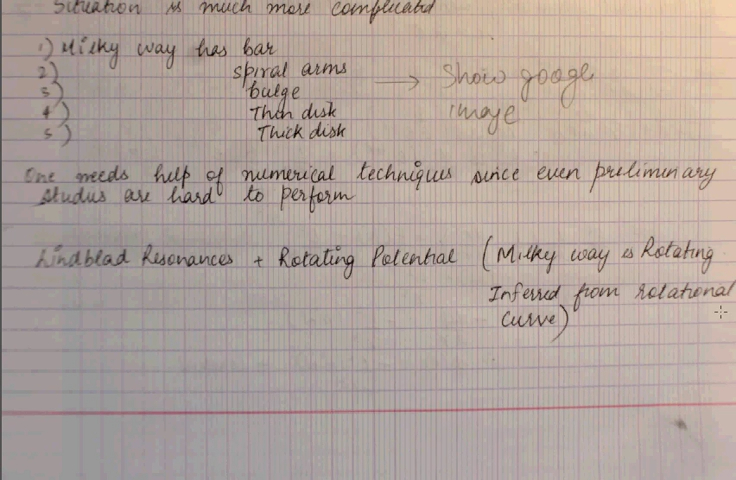 Situation is much more complicated
1) Milky way has bar
2) spiral arms → Show google
3) bulge
4) Thin disk image
5) Thick disk
One needs help of numerical techniques since even preliminary
studies are hard to perform
Lindblad Resonances + Rotating Potential (Milky way is Rotating
Inferred from rotational
curve)